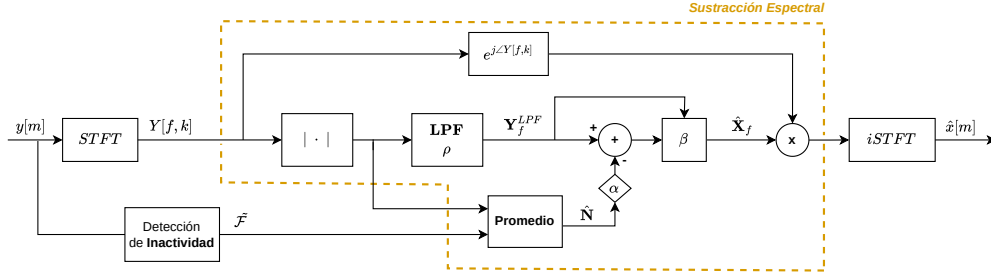 Sustracción Espectral
e^{j∠Y[f,k]}
y[m]
STFT
Y[f, k]
| · |
LPF
ρ
Y_f^{LPF}
+
+
-
β
X̂_f
x
iSTFT
x̂[m]
α
Detección
de Inactividad
F̃
Promedio
N̂